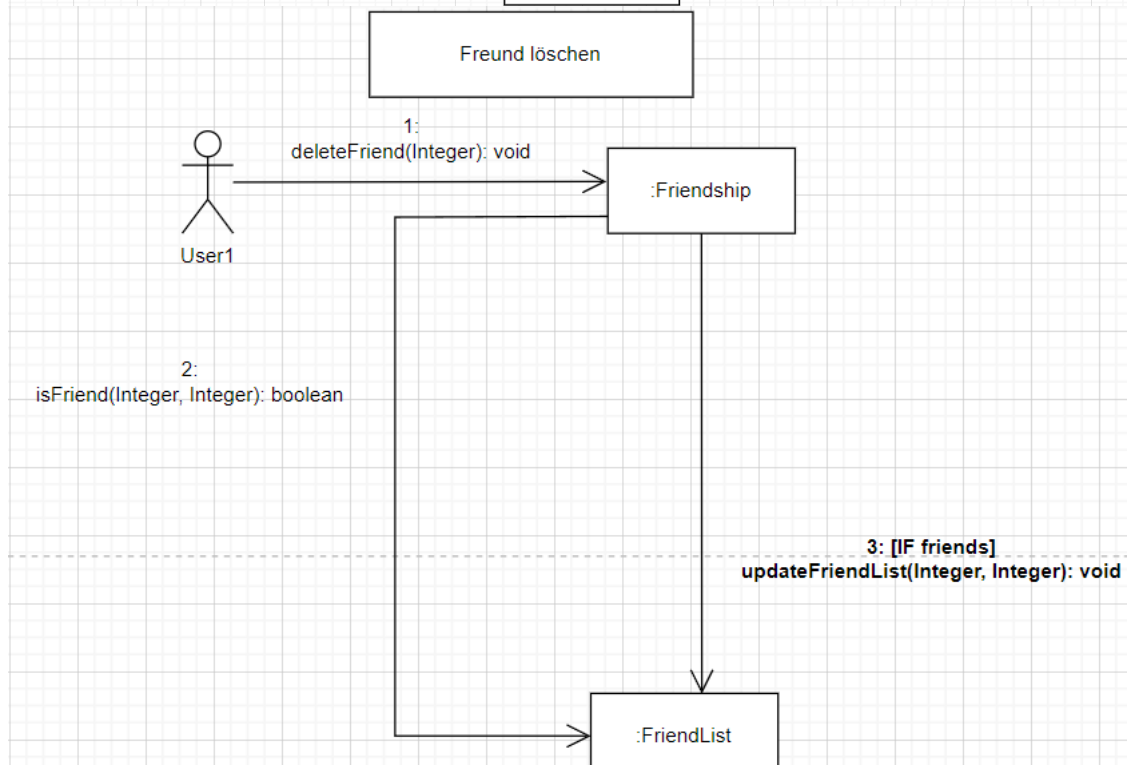 Freund löschen
1:
deleteFriend(Integer): void
:Friendship
User1
2:
isFriend(Integer, Integer): boolean
3: [IF friends]
updateFriendList(Integer, Integer): void
:FriendList